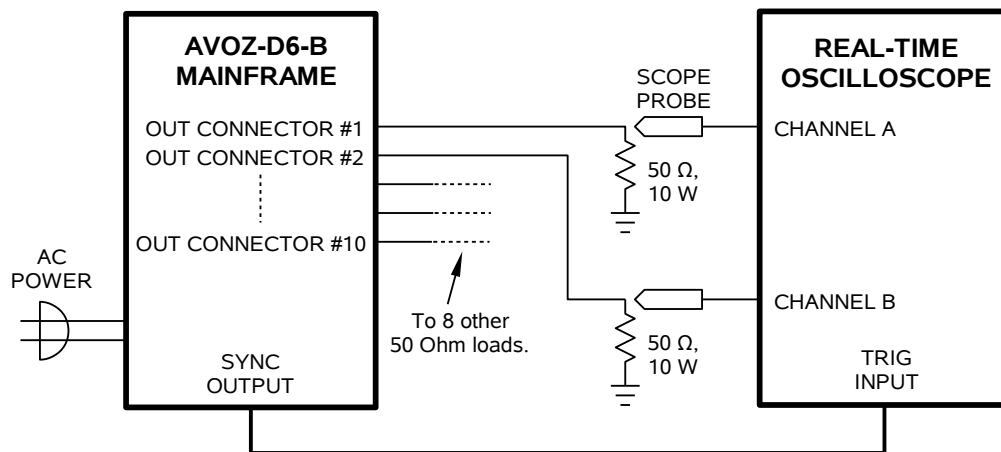 AVOZ-D6-B
MAINFRAME
OUT CONNECTOR #1
OUT CONNECTOR #2
OUT CONNECTOR #10
AC
POWER
SYNC
OUTPUT
To 8 other
50 Ohm loads.
SCOPE
PROBE
50 Ω,
10 W
50 Ω,
10 W
REAL-TIME
OSCILLOSCOPE
CHANNEL A
CHANNEL B
TRIG
INPUT